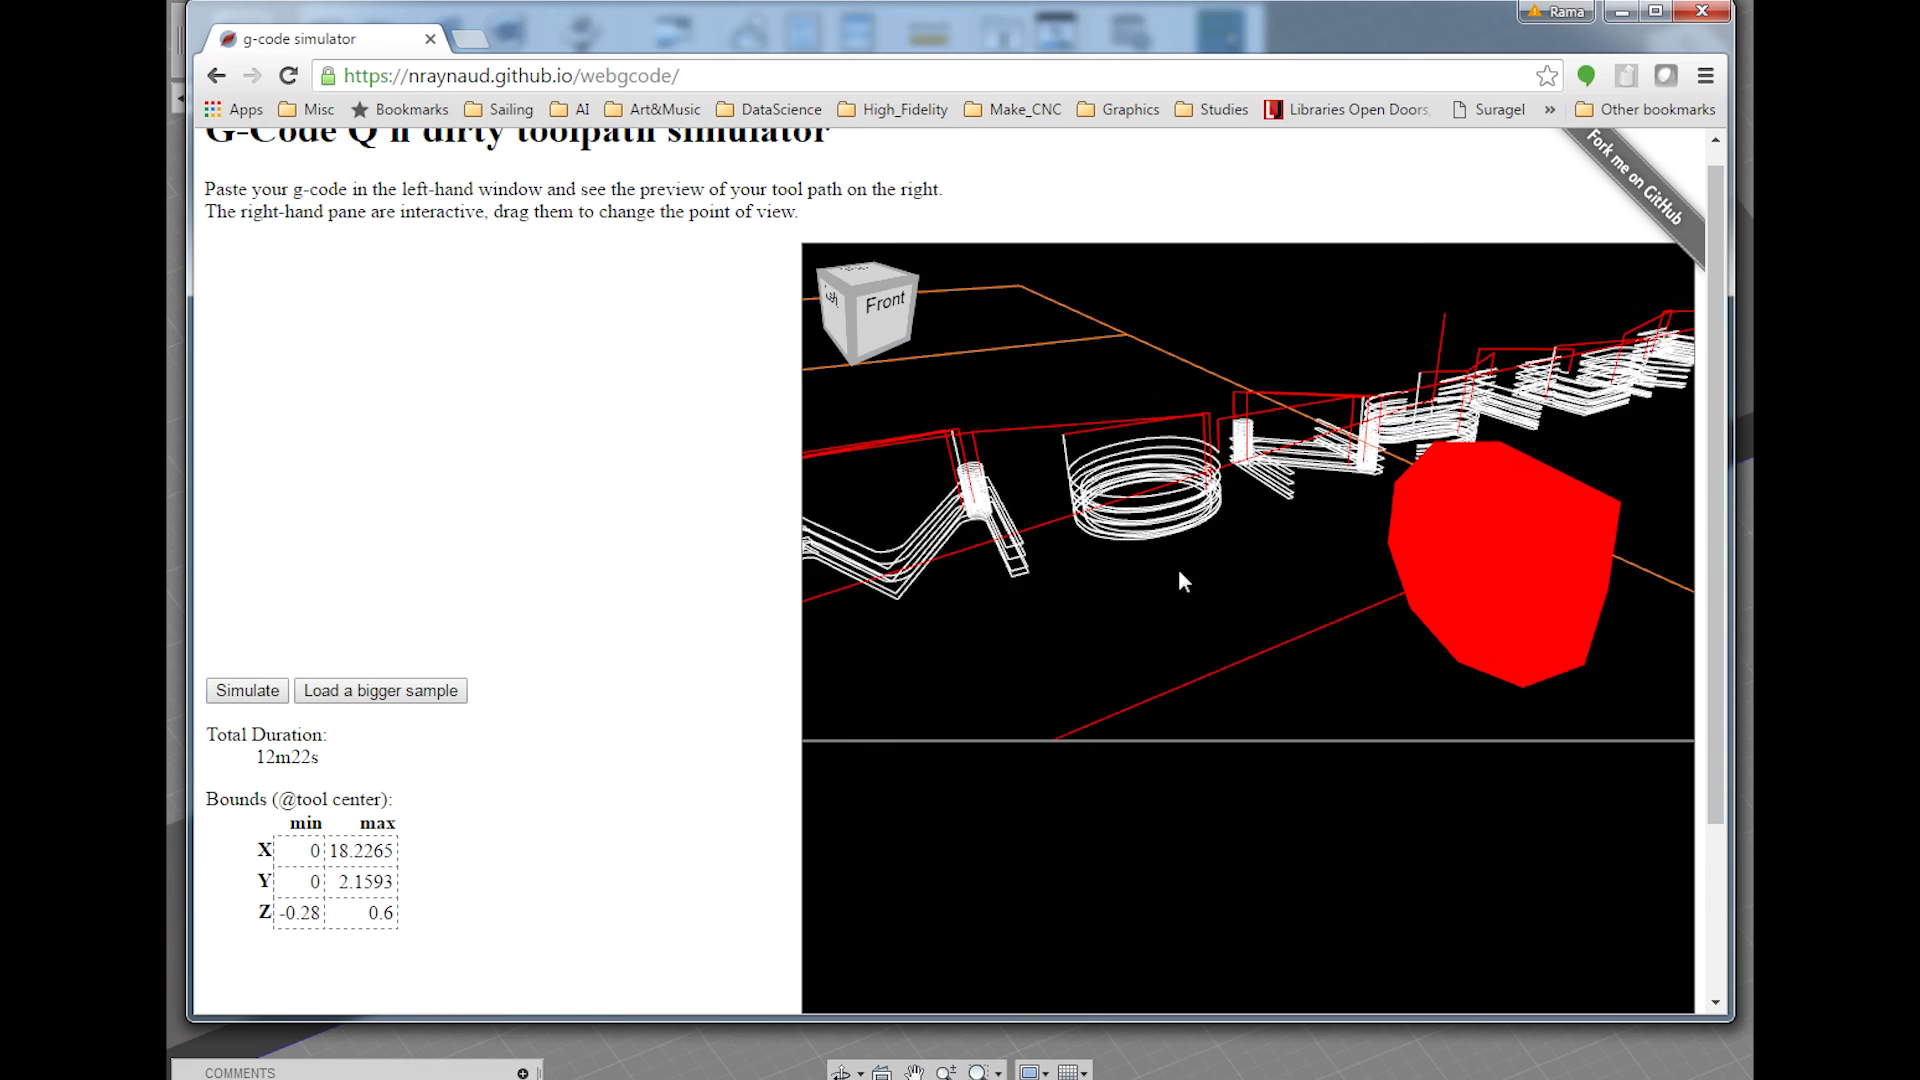 Rama
g-code simulator
https://nraynaud.github.io/webgcode/
Apps Misc Bookmarks Sailing AI Art&Music DataScience High_Fidelity Make_CNC Graphics Studies Libraries Open Doors, Suragel » Other bookmarks
G-Code Q'n dirty toolpath simulator
Fork me on GitHub
Paste your g-code in the left-hand window and see the preview of your tool path on the right.
The right-hand pane are interactive, drag them to change the point of view.
Front
Simulate Load a bigger sample
Total Duration:
12m22s
Bounds (@tool center):
min max
X 0 18.2265
Y 0 2.1593
Z -0.28 0.6
COMMENTS